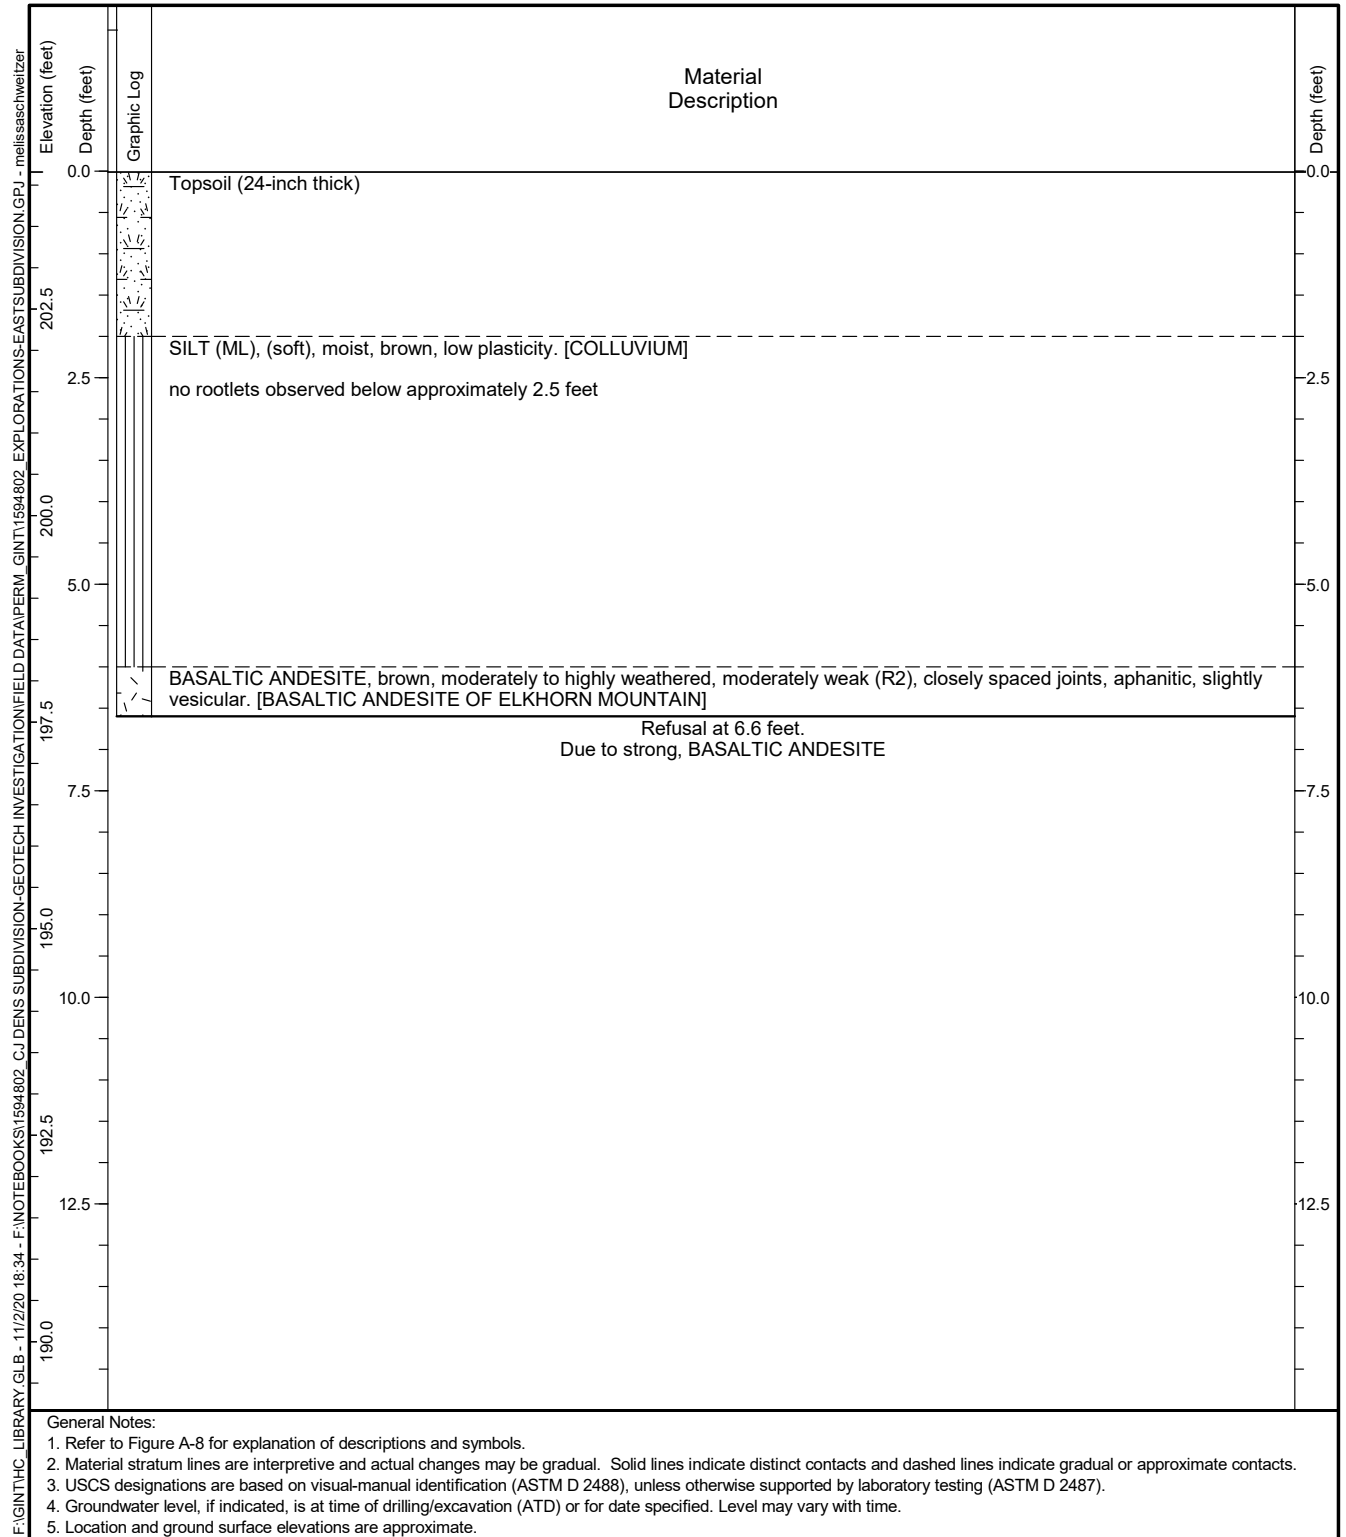 F:\GINT\HC_LIBRARY.GLB - 11/2/20 18:34 - F:\NOTEBOOKS\1594802_CJ DENS SUBDIVISION-GEOTECH INVESTIGATION\FIELD DATA\PERM_GINT\1594802_EXPLORATIONS-EASTSUBDIVISION.GPJ - melissaschweitzer
Elevation (feet)
Depth (feet)
Graphic Log
Material
Description
Depth (feet)
0.0
0.0
Topsoil (24-inch thick)
202.5
SILT (ML), (soft), moist, brown, low plasticity. [COLLUVIUM]
2.5
2.5
no rootlets observed below approximately 2.5 feet
200.0
5.0
5.0
BASALTIC ANDESITE, brown, moderately to highly weathered, moderately weak (R2), closely spaced joints, aphanitic, slightly
vesicular. [BASALTIC ANDESITE OF ELKHORN MOUNTAIN]
197.5
Refusal at 6.6 feet.
Due to strong, BASALTIC ANDESITE
7.5
7.5
195.0
10.0
10.0
192.5
12.5
12.5
190.0
General Notes:
1. Refer to Figure A-8 for explanation of descriptions and symbols.
2. Material stratum lines are interpretive and actual changes may be gradual. Solid lines indicate distinct contacts and dashed lines indicate gradual or approximate contacts.
3. USCS designations are based on visual-manual identification (ASTM D 2488), unless otherwise supported by laboratory testing (ASTM D 2487).
4. Groundwater level, if indicated, is at time of drilling/excavation (ATD) or for date specified. Level may vary with time.
5. Location and ground surface elevations are approximate.